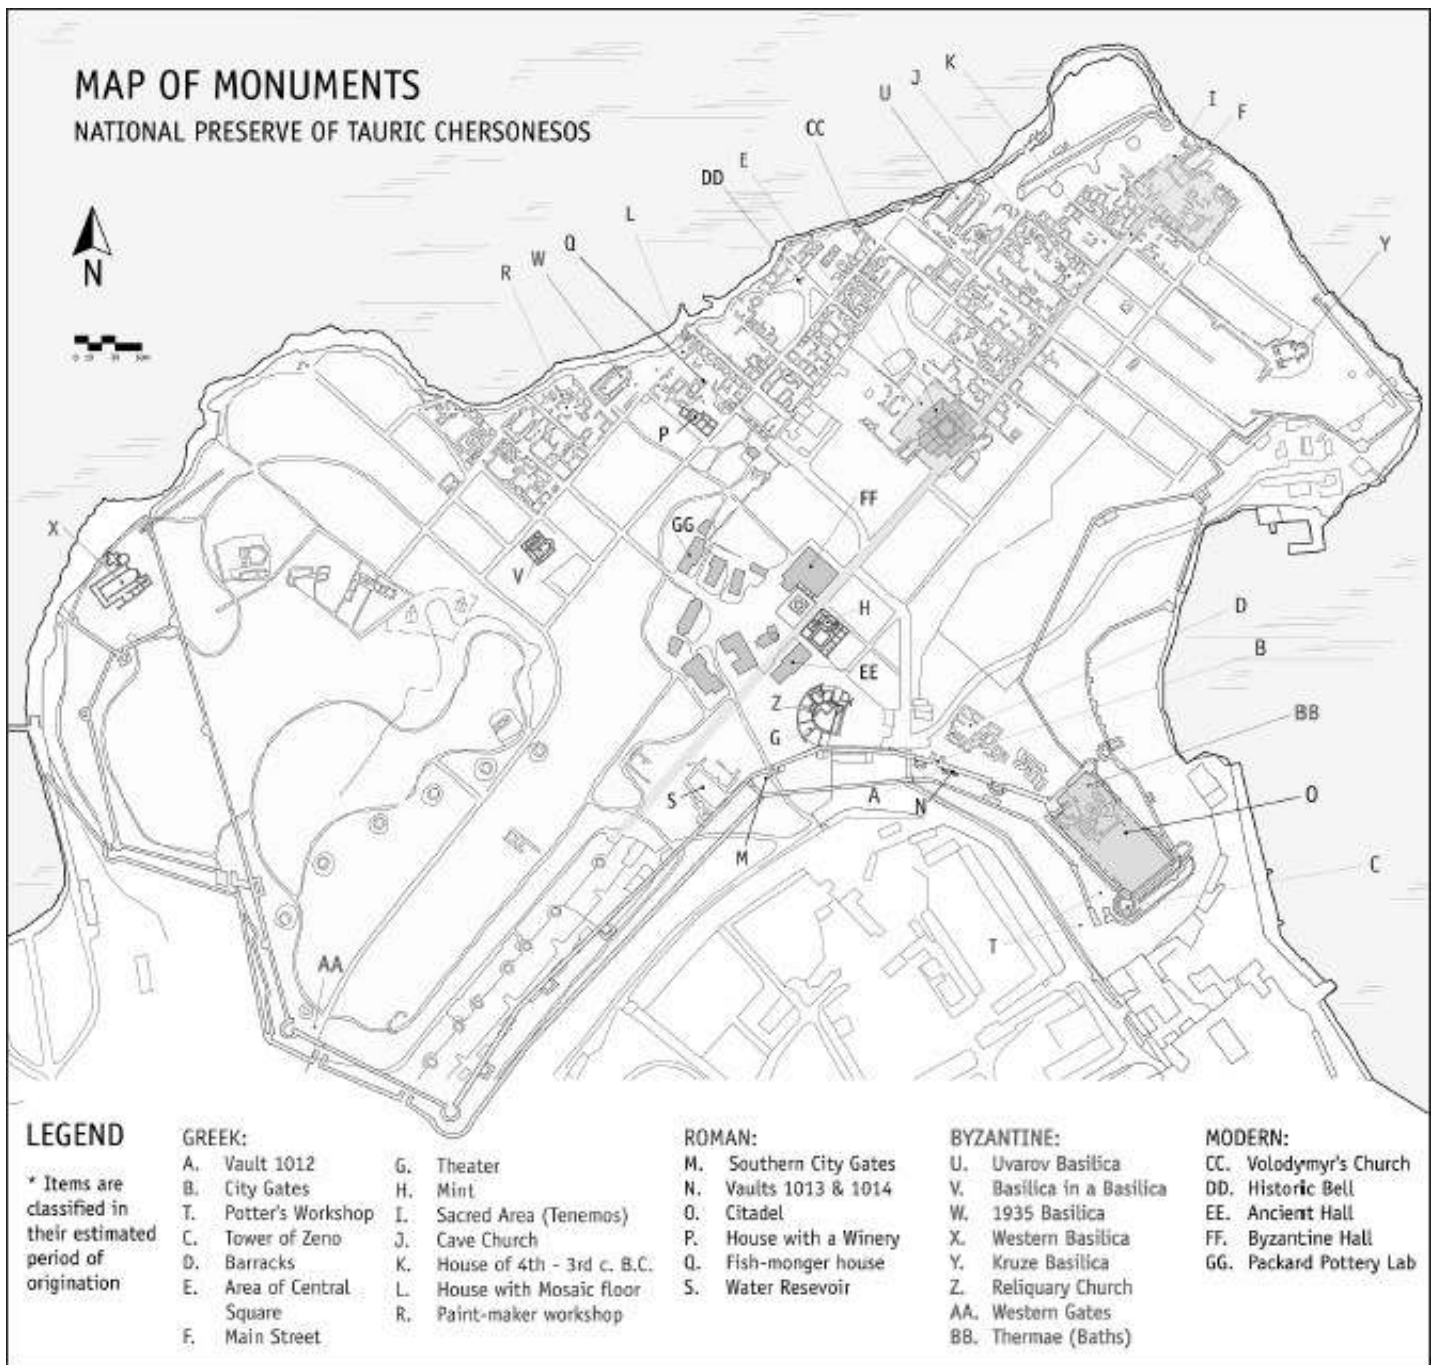 MAP OF MONUMENTS
NATIONAL PRESERVE OF TAURIC CHERSONESOS
K
J
U
I
F
CC
E
DD
L
Q
W
R
Y
N
P
FF
GG
X
V
H
D
B
EE
Z
BB
G
S
A
N
O
M
C
T
AA
LEGEND
* Items are
classified in
their estimated
period of
origination
GREEK:
A. Vault 1012
B. City Gates
T. Potter's Workshop
C. Tower of Zeno
D. Barracks
E. Area of Central
Square
F. Main Street
G. Theater
H. Mint
I. Sacred Area (Tenemos)
J. Cave Church
K. House of 4th - 3rd c. B.C.
L. House with Mosaic floor
R. Paint-maker workshop
ROMAN:
M. Southern City Gates
N. Vaults 1013 & 1014
O. Citadel
P. House with a Winery
Q. Fish-monger house
S. Water Resevoir
BYZANTINE:
U. Uvarov Basilica
V. Basilica in a Basilica
W. 1935 Basilica
X. Western Basilica
Y. Kruze Basilica
Z. Reliquary Church
AA. Western Gates
BB. Thermae (Baths)
MODERN:
CC. Volodymyr's Church
DD. Historic Bell
EE. Ancient Hall
FF. Byzantine Hall
GG. Packard Pottery Lab